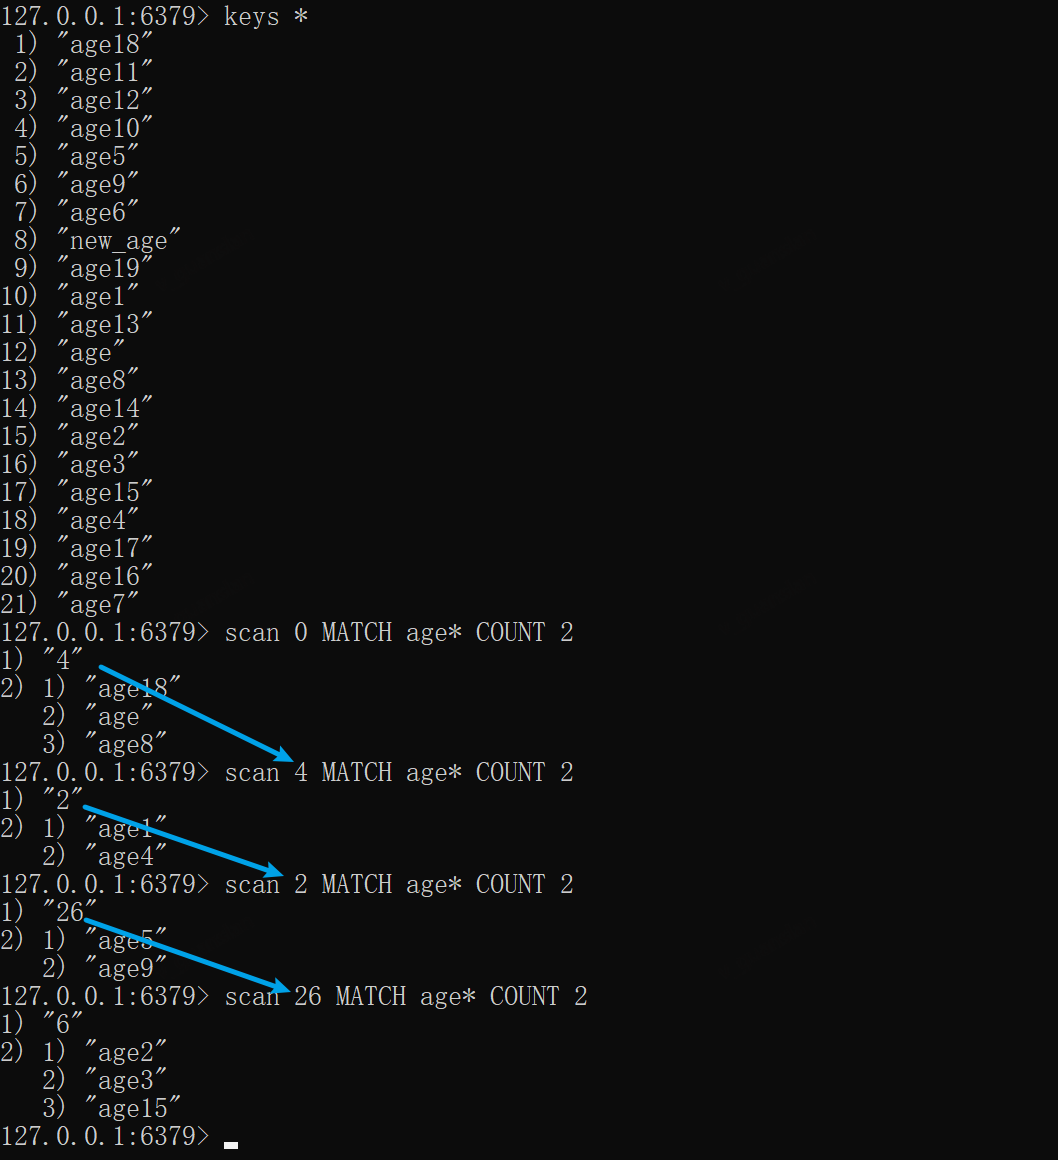 127.0.0.1:6379> keys *
 1) "age18"
 2) "age11"
 3) "age12"
 4) "age10"
 5) "age5"
 6) "age9"
 7) "age6"
 8) "new_age"
 9) "age19"
10) "age1"
11) "age13"
12) "age"
13) "age8"
14) "age14"
15) "age2"
16) "age3"
17) "age15"
18) "age4"
19) "age17"
20) "age16"
21) "age7"
127.0.0.1:6379> scan 0 MATCH age* COUNT 2
1) "4"
2) 1) "age18"
   2) "age"
   3) "age8"
127.0.0.1:6379> scan 4 MATCH age* COUNT 2
1) "2"
2) 1) "age1"
   2) "age4"
127.0.0.1:6379> scan 2 MATCH age* COUNT 2
1) "26"
2) 1) "age5"
   2) "age9"
127.0.0.1:6379> scan 26 MATCH age* COUNT 2
1) "6"
2) 1) "age2"
   2) "age3"
   3) "age15"
127.0.0.1:6379>